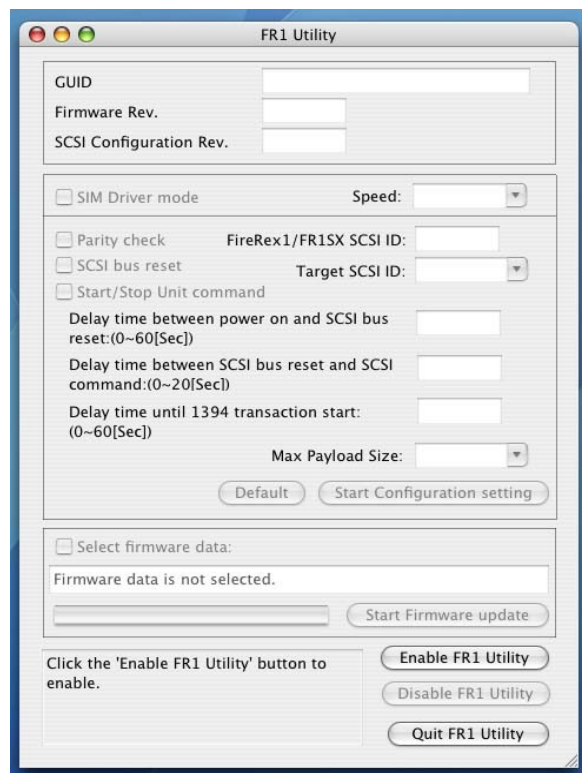 FR1 Utility
GUID
Firmware Rev.
SCSI Configuration Rev.
SIM Driver mode
Speed:
Parity check
FireRex1/FR1SX SCSI ID:
SCSI bus reset
Target SCSI ID:
Start/Stop Unit command
Delay time between power on and SCSI bus
reset:(0~60[Sec])
Delay time between SCSI bus reset and SCSI
command:(0~20[Sec])
Delay time until 1394 transaction start:
(0~60[Sec])
Max Payload Size:
Default
Start Configuration setting
Select firmware data:
Firmware data is not selected.
Start Firmware update
Click the 'Enable FR1 Utility' button to
enable.
Enable FR1 Utility
Disable FR1 Utility
Quit FR1 Utility